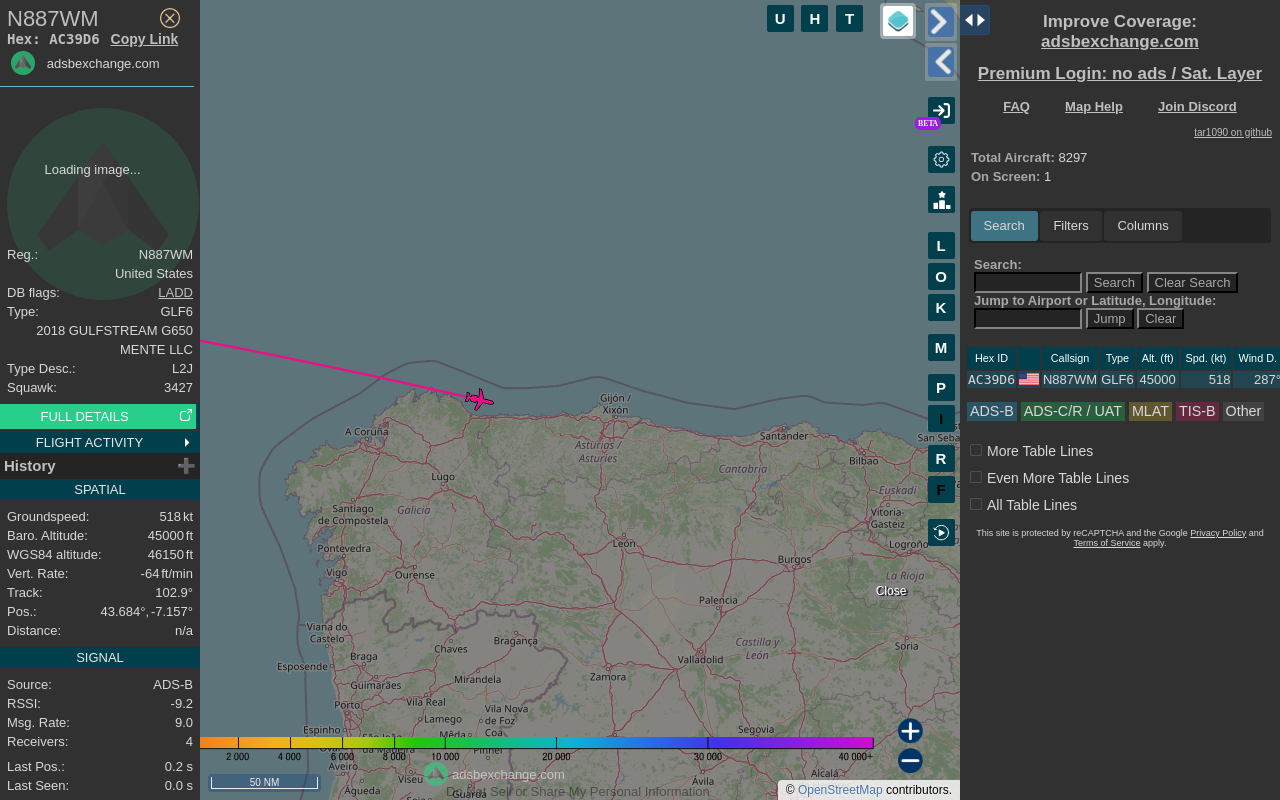 N887WM
Hex: AC39D6 Copy Link
adsbexchange.com
Loading image...
Reg.: N887WM
United States
DB flags: LADD
Type: GLF6
2018 GULFSTREAM G650
MENTE LLC
Type Desc.: L2J
Squawk: 3427
FULL DETAILS
FLIGHT ACTIVITY
History
SPATIAL
Groundspeed: 518 kt
Baro. Altitude: 45000 ft
WGS84 altitude: 46150 ft
Vert. Rate: -64 ft/min
Track: 102.9°
Pos.: 43.684°, -7.157°
Distance: n/a
SIGNAL
Source: ADS-B
RSSI: -9.2
Msg. Rate: 9.0
Receivers: 4
Last Pos.: 0.2 s
Last Seen: 0.0 s
U H T
BETA
L
O
K
M
P
I
R
F
Gijón /
Xixón
A Coruña
Santander
San Seba
Asturias /
Asturies
Bilbao
Cantabria
Lugo
Euskadi
Santiago
de Compostela
Galicia
Vitoria-
Gasteiz
León
Logroño
Pontevedra
Burgos
Vigo
Ourense
La Rioja
Close
Palencia
Viana do
Castelo
Bragança
Castilla y
León
Chaves
Soria
Braga
Valladolid
Esposende
Mirandela
Zamora
Guimarães
Vila Real
Porto
Vila Nova
de Foz
Coa
Lamego
Espinho
Mêda
Segovia
São João
da Madeira
Pinhel
2 000 4 000 6 000 8 000 10 000 20 000 30 000 40 000+
Aveiro
Viseu
adsbexchange.com
Ávila
Alcalá
50 NM
Águeda
Guarda
Do Not Sell or Share My Personal Information
© OpenStreetMap contributors.
Improve Coverage:
adsbexchange.com
Premium Login: no ads / Sat. Layer
FAQ Map Help Join Discord
tar1090 on github
Total Aircraft: 8297
On Screen: 1
Search Filters Columns
Search:
Search Clear Search
Jump to Airport or Latitude, Longitude:
Jump Clear
Hex ID Callsign Type Alt. (ft) Spd. (kt) Wind D.
AC39D6 N887WM GLF6 45000 518 287°
ADS-B ADS-C/R / UAT MLAT TIS-B Other
More Table Lines
Even More Table Lines
All Table Lines
This site is protected by reCAPTCHA and the Google Privacy Policy and
Terms of Service apply.